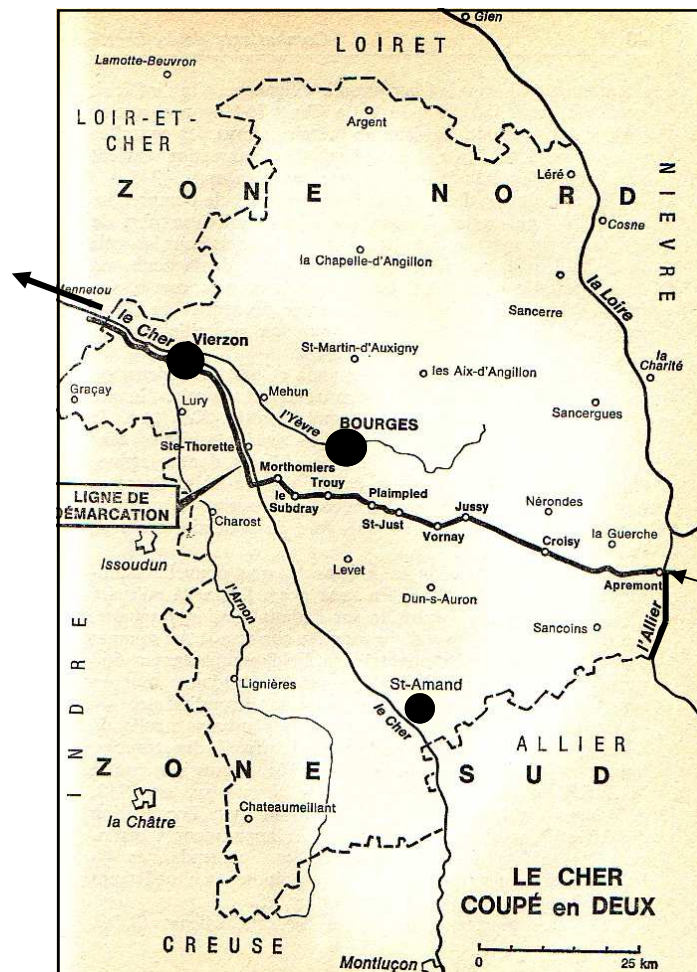 Gien
LOIRET
Lamotte-Beuvron
LOIR-ET-
CHER
Argent
Léré
ZONE NORD
NIEVRE
Cosne
la Chapelle-d'Angillon
la Loire
Sancerre
Mennetou
le Cher
Vierzon
St-Martin-d'Auxigny
les Aix-d'Angillon
la
Charité
Graçay
Mehun
Lury
l'Yèvre
BOURGES
Sancergues
Ste-Thorette
Morthomiers
LIGNE DE
DÉMARCATION
le
Subdray
Trouy
Plaimpied
St-Just
Jussy
Vornay
Nérondes
Charost
Croisy
la Guerche
Issoudun
Levet
Apremont
l'Arnon
Dun-s-Auron
Sancoins
l'Allier
INDRE
Lignières
St-Amand
le Cher
ALLIER
ZONE SUD
la Châtre
Chateaumeillant
LE CHER
COUPÉ en DEUX
CREUSE
Montluçon
0 25 km